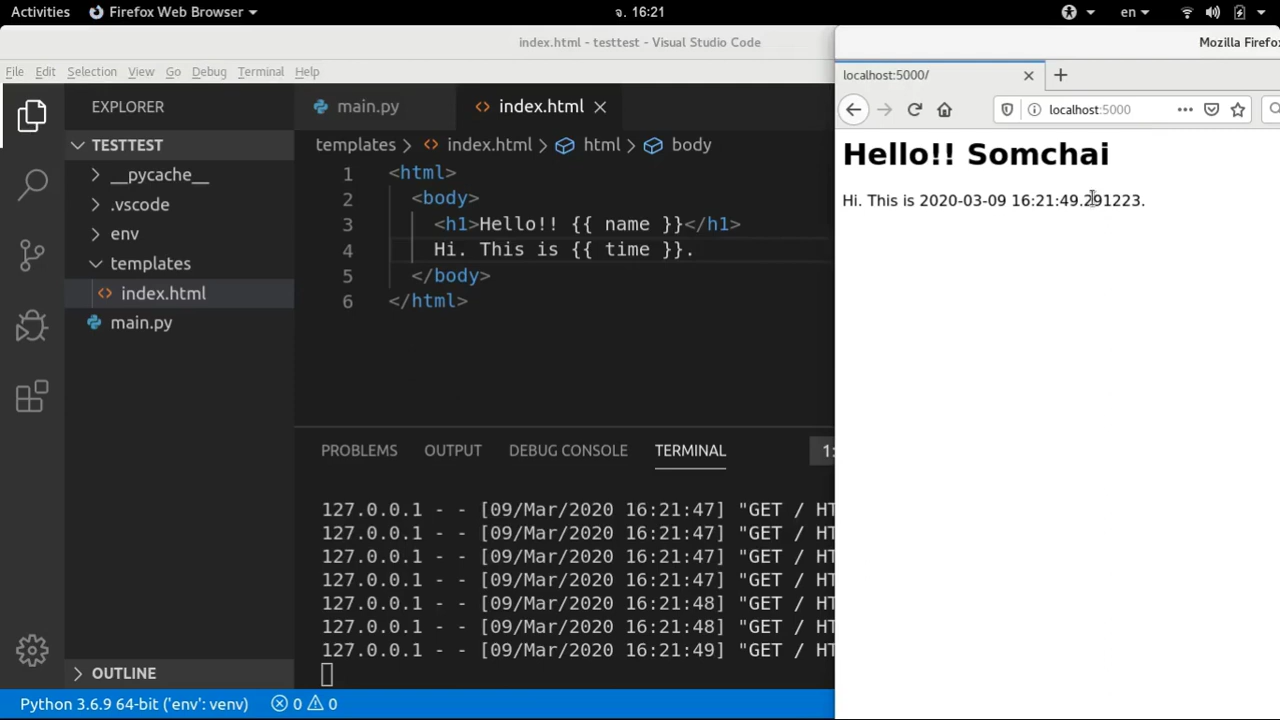 Activities Firefox Web Browser จ. 16:21 en
index.html - testtest - Visual Studio Code
File Edit Selection View Go Debug Terminal Help
EXPLORER
TESTTEST
__pycache__
.vscode
env
templates
index.html
main.py
OUTLINE
main.py index.html
templates index.html html body
1 <html>
2 <body>
3 <h1>Hello!! {{ name }}</h1>
4 Hi. This is {{ time }}.
5 </body>
6 </html>
PROBLEMS OUTPUT DEBUG CONSOLE TERMINAL 1:
127.0.0.1 - - [09/Mar/2020 16:21:47] "GET / HT
127.0.0.1 - - [09/Mar/2020 16:21:47] "GET / HT
127.0.0.1 - - [09/Mar/2020 16:21:47] "GET / HT
127.0.0.1 - - [09/Mar/2020 16:21:47] "GET / HT
127.0.0.1 - - [09/Mar/2020 16:21:48] "GET / HT
127.0.0.1 - - [09/Mar/2020 16:21:48] "GET / HT
127.0.0.1 - - [09/Mar/2020 16:21:49] "GET / HT
Python 3.6.9 64-bit ('env': venv) 0 0
Mozilla Firefox
localhost:5000/
localhost:5000
Hello!! Somchai
Hi. This is 2020-03-09 16:21:49.291223.